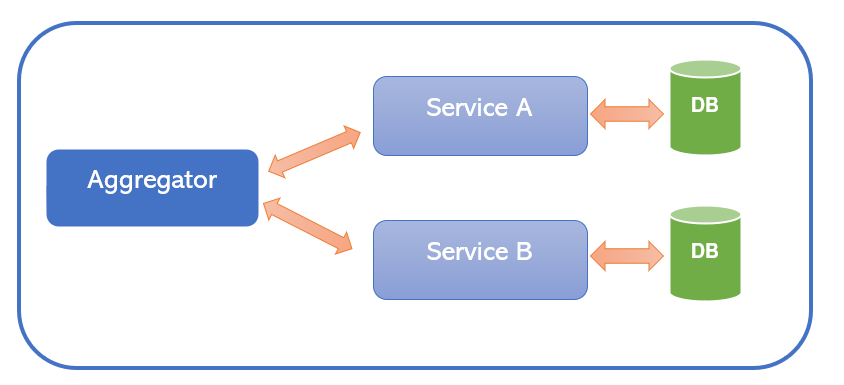 Service A
DB
Aggregator
Service B
DB